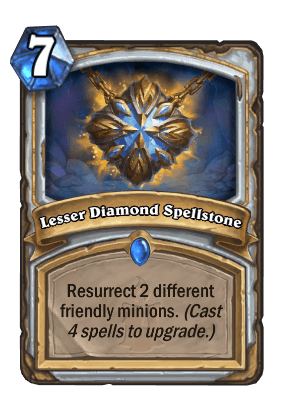 7
Lesser Diamond Spellstone
Resurrect 2 different
friendly minions. (Cast
4 spells to upgrade.)